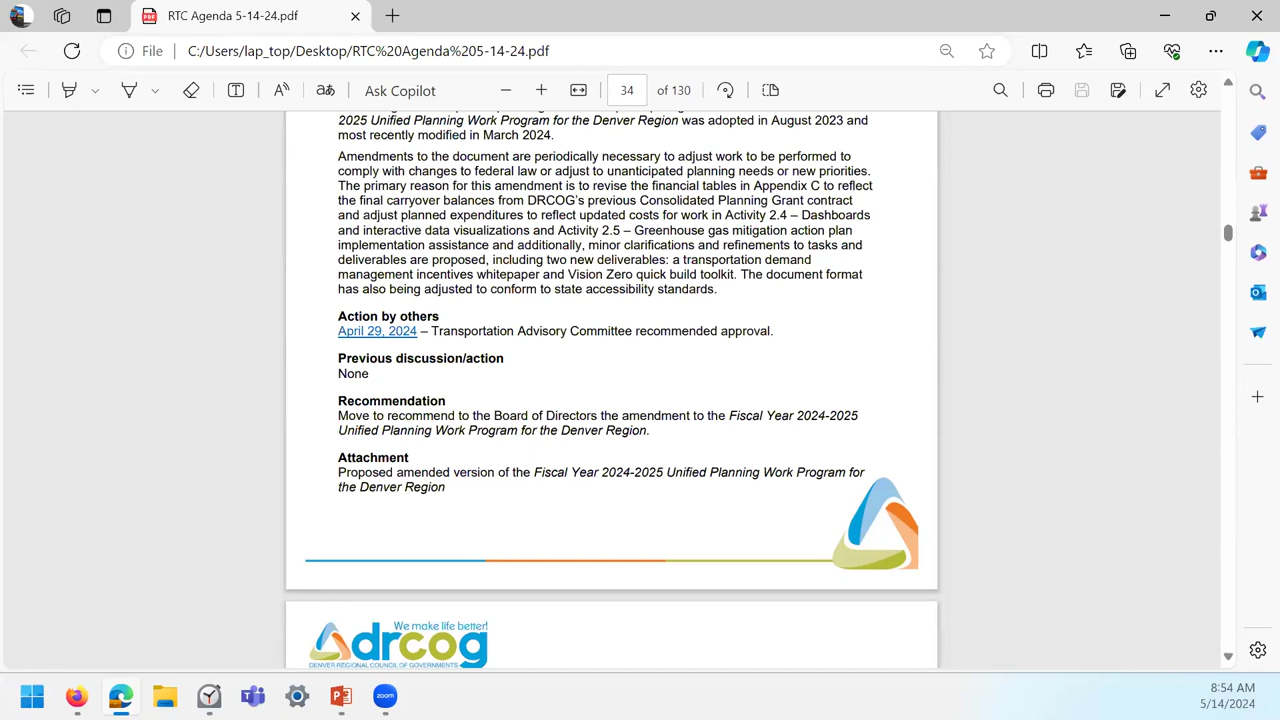 RTC Agenda 5-14-24.pdf
File
C:/Users/lap_top/Desktop/RTC%20Agenda%205-14-24.pdf
Ask Copilot
34
of 130
2025 Unified Planning Work Program for the Denver Region was adopted in August 2023 and
most recently modified in March 2024.
Amendments to the document are periodically necessary to adjust work to be performed to
comply with changes to federal law or adjust to unanticipated planning needs or new priorities.
The primary reason for this amendment is to revise the financial tables in Appendix C to reflect
the final carryover balances from DRCOG's previous Consolidated Planning Grant contract
and adjust planned expenditures to reflect updated costs for work in Activity 2.4 – Dashboards
and interactive data visualizations and Activity 2.5 – Greenhouse gas mitigation action plan
implementation assistance and additionally, minor clarifications and refinements to tasks and
deliverables are proposed, including two new deliverables: a transportation demand
management incentives whitepaper and Vision Zero quick build toolkit. The document format
has also being adjusted to conform to state accessibility standards.
Action by others
April 29, 2024 – Transportation Advisory Committee recommended approval.
Previous discussion/action
None
Recommendation
Move to recommend to the Board of Directors the amendment to the Fiscal Year 2024-2025
Unified Planning Work Program for the Denver Region.
Attachment
Proposed amended version of the Fiscal Year 2024-2025 Unified Planning Work Program for
the Denver Region
We make life better!
drcog
DENVER REGIONAL COUNCIL OF GOVERNMENTS
zoom
8:54 AM
5/14/2024